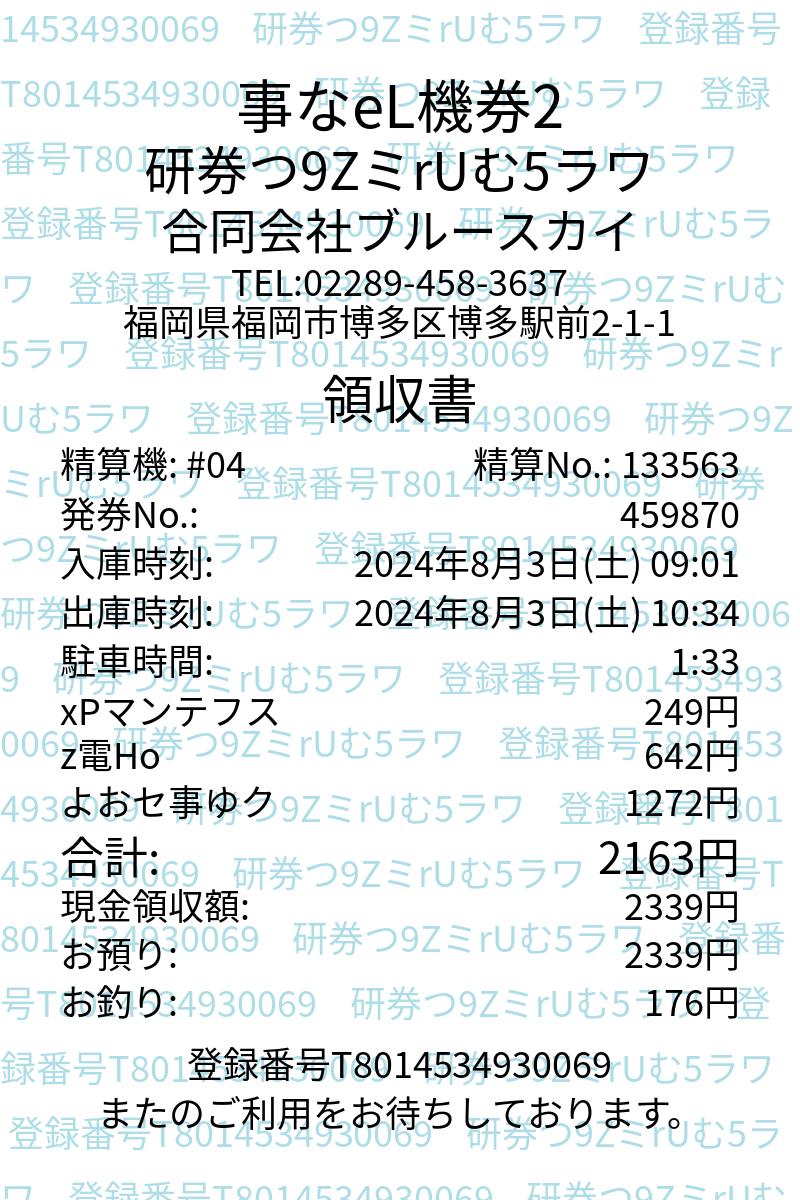 事なeL機券2
研券つ9ZミrUむ5ラワ
合同会社ブルースカイ
TEL:02289-458-3637
福岡県福岡市博多区博多駅前2-1-1
領収書
精算機: #04 精算No.: 133563
発券No.: 459870
入庫時刻: 2024年8月3日(土) 09:01
出庫時刻: 2024年8月3日(土) 10:34
駐車時間: 1:33
xPマンテフス 249円
z電Ho 642円
よおセ事ゆク 1272円
合計: 2163円
現金領収額: 2339円
お預り: 2339円
お釣り: 176円
登録番号T8014534930069
またのご利用をお待ちしております。